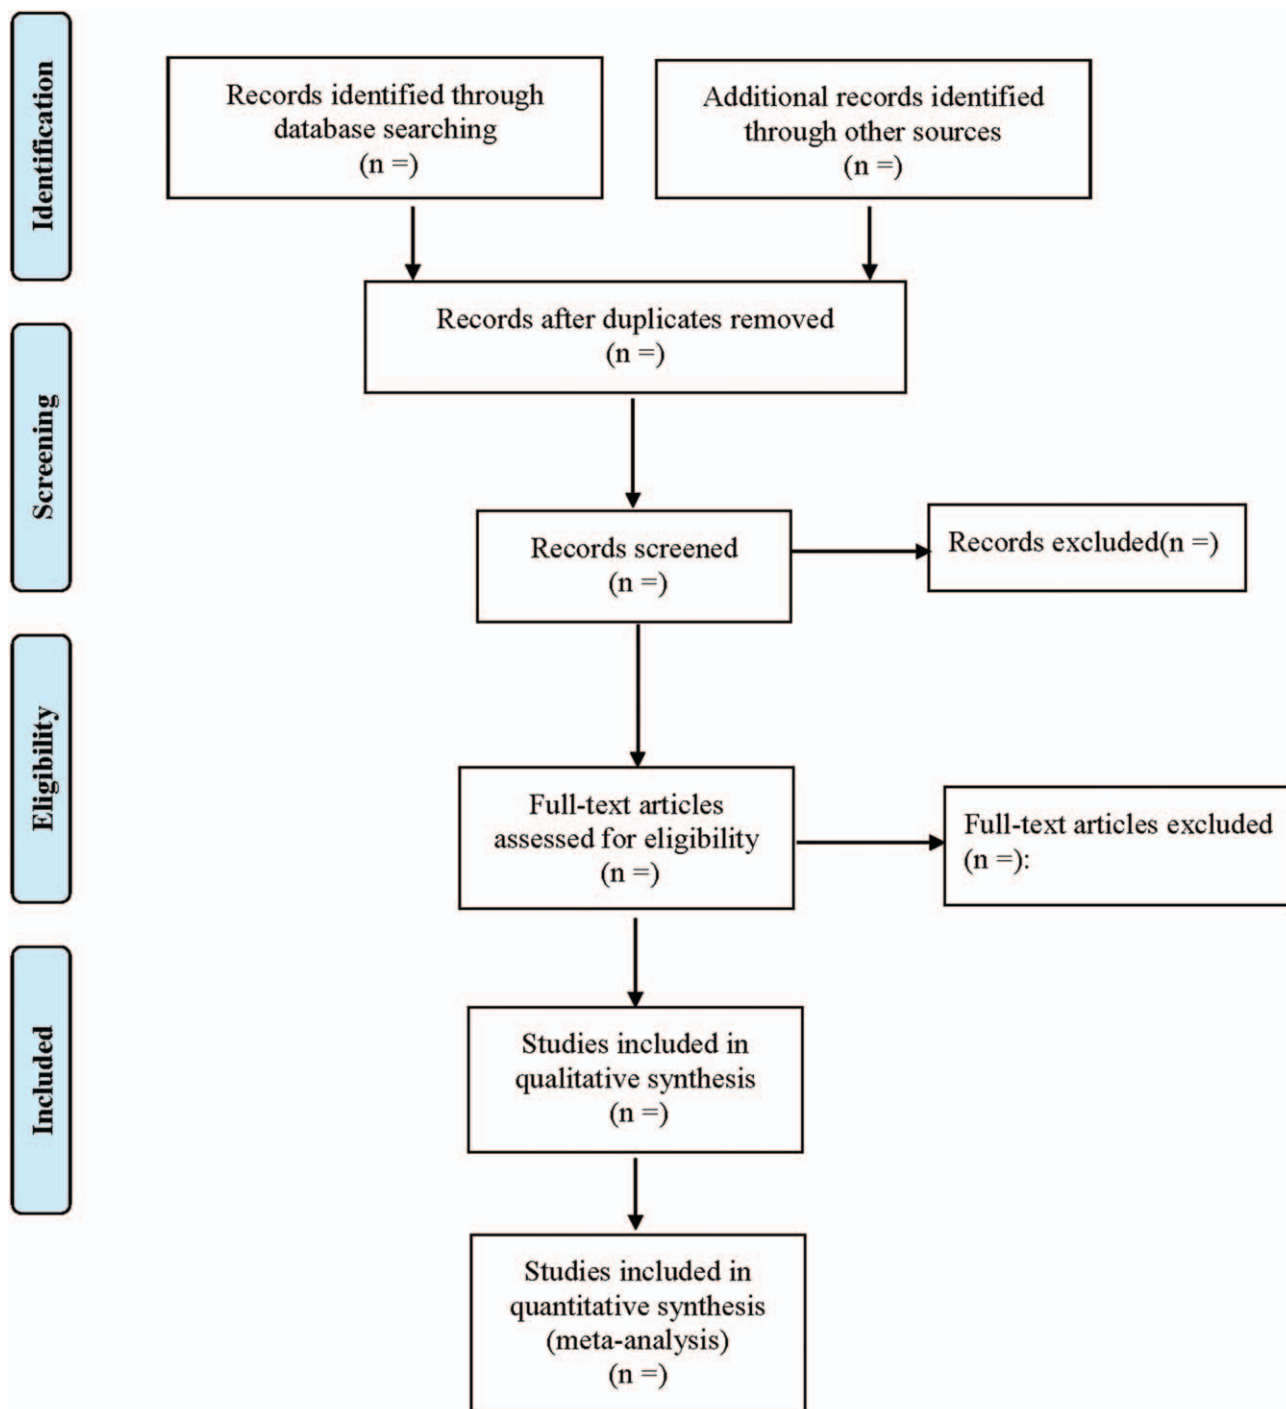 Identification
Records identified through
database searching
(n =)
Additional records identified
through other sources
(n =)
Records after duplicates removed
(n =)
Screening
Records screened
(n =)
Records excluded(n =)
Eligibility
Full-text articles
assessed for eligibility
(n =)
Full-text articles excluded
(n =):
Included
Studies included in
qualitative synthesis
(n =)
Studies included in
quantitative synthesis
(meta-analysis)
(n =)